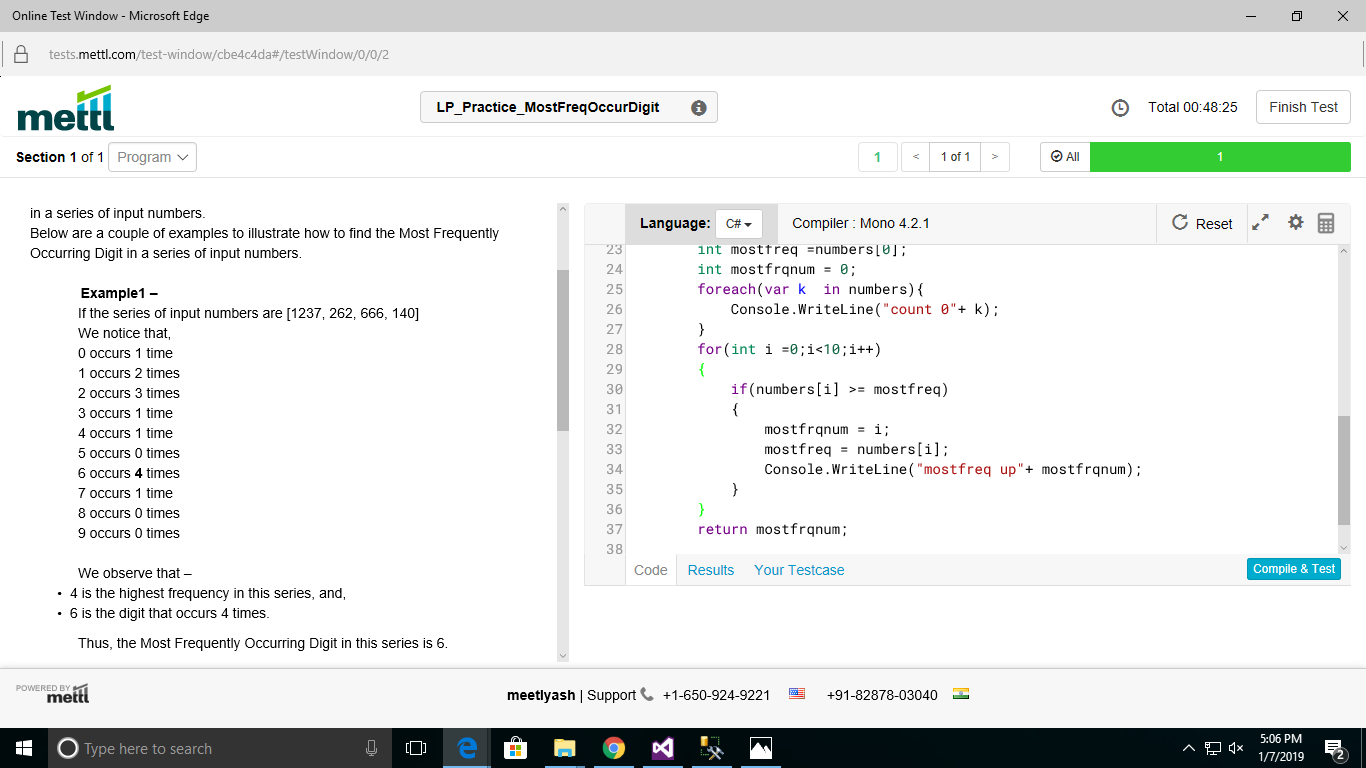 Online Test Window - Microsoft Edge
tests.mettl.com/test-window/cbe4c4da#/testWindow/0/0/2
mettl
LP_Practice_MostFreqOccurDigit
Total 00:48:25
Finish Test
Section 1 of 1 Program
1 < 1 of 1 > All 1
in a series of input numbers.
Below are a couple of examples to illustrate how to find the Most Frequently
Occurring Digit in a series of input numbers.
Example1 –
If the series of input numbers are [1237, 262, 666, 140]
We notice that,
0 occurs 1 time
1 occurs 2 times
2 occurs 3 times
3 occurs 1 time
4 occurs 1 time
5 occurs 0 times
6 occurs 4 times
7 occurs 1 time
8 occurs 0 times
9 occurs 0 times
We observe that –
• 4 is the highest frequency in this series, and,
• 6 is the digit that occurs 4 times.
Thus, the Most Frequently Occurring Digit in this series is 6.
Language: C# Compiler : Mono 4.2.1 Reset
23 int mostfreq =numbers[0];
24 int mostfrqnum = 0;
25 foreach(var k  in numbers){
26 Console.WriteLine("count 0"+ k);
27 }
28 for(int i =0;i<10;i++)
29 {
30 if(numbers[i] >= mostfreq)
31 {
32 mostfrqnum = i;
33 mostfreq = numbers[i];
34 Console.WriteLine("mostfreq up"+ mostfrqnum);
35 }
36 }
37 return mostfrqnum;
38
Code Results Your Testcase Compile & Test
POWERED BY mettl
meetlyash | Support +1-650-924-9221 +91-82878-03040
Type here to search
5:06 PM
1/7/2019
2